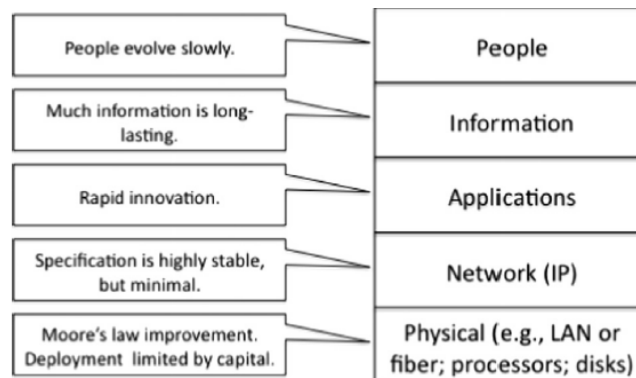 People evolve slowly.
People
Much information is long-
lasting.
Information
Rapid innovation.
Applications
Specification is highly stable,
but minimal.
Network (IP)
Moore's law improvement.
Deployment limited by capital.
Physical (e.g., LAN or
fiber; processors; disks)